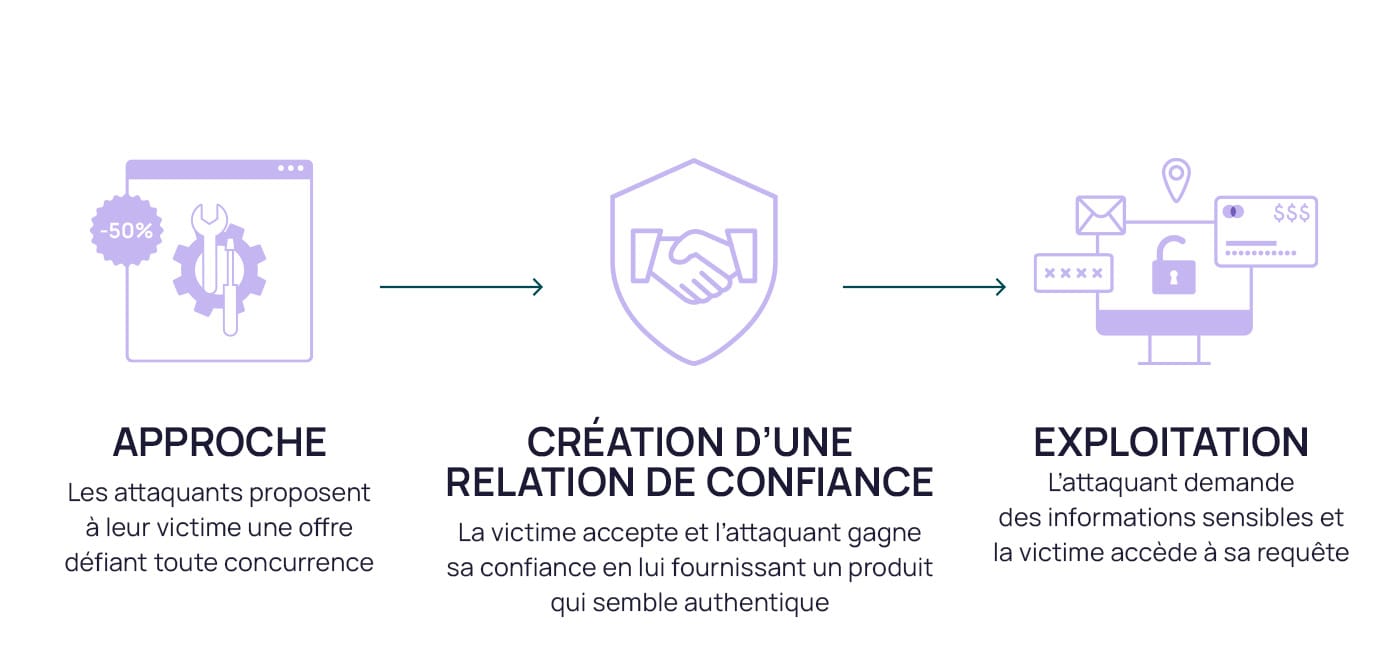 -50%
$$$
APPROCHE
Les attaquants proposent
à leur victime une offre
défiant toute concurrence
CRÉATION D’UNE
RELATION DE CONFIANCE
La victime accepte et l’attaquant gagne
sa confiance en lui fournissant un produit
qui semble authentique
EXPLOITATION
L’attaquant demande
des informations sensibles et
la victime accède à sa requête